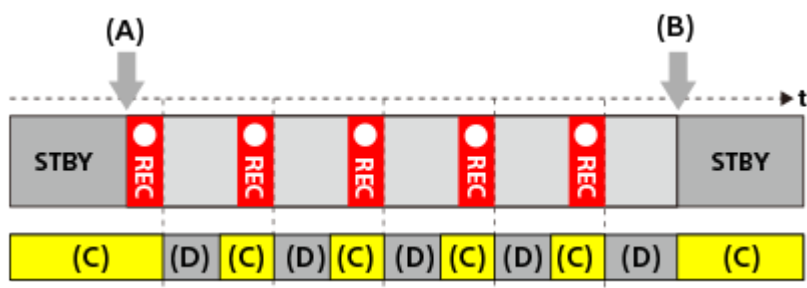 (A) (B)
t
STBY REC REC REC REC REC STBY
(C) (D) (C) (D) (C) (D) (C) (D) (C) (D) (C)